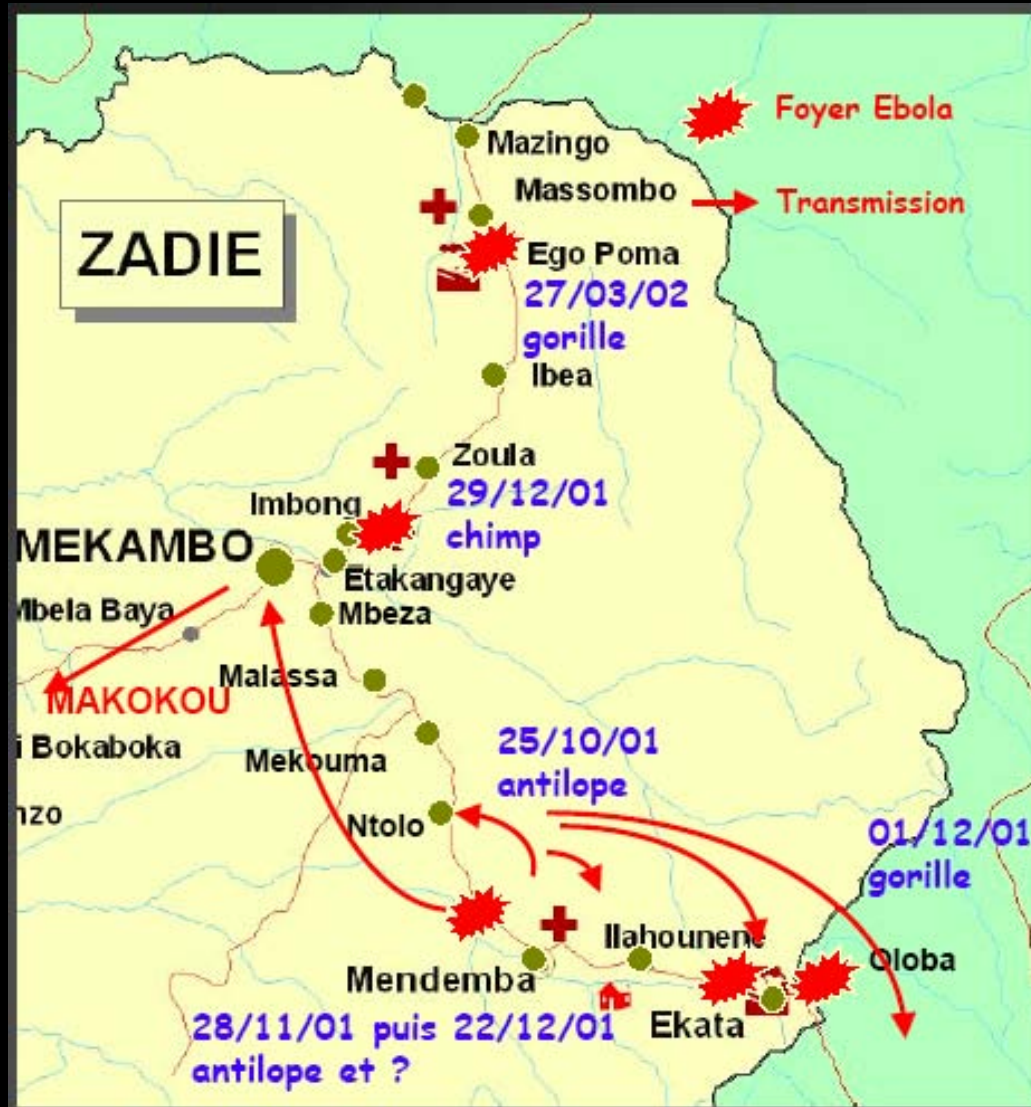 Foyer Ebola
Mazingo
Massombo
Transmission
ZADIE
Ego Poma
27/03/02
gorille
Ibea
Zoula
29/12/01
chimp
Imbong
MEKAMBO
Etakangaye
Mbela Baya
Mbeza
Malassa
MAKOKOU
i Bokaboka
Mekouma
25/10/01
antilope
nzo
Ntolo
01/12/01
gorille
Ilahounene
Oloba
Mendemba
Ekata
28/11/01 puis 22/12/01
antilope et ?